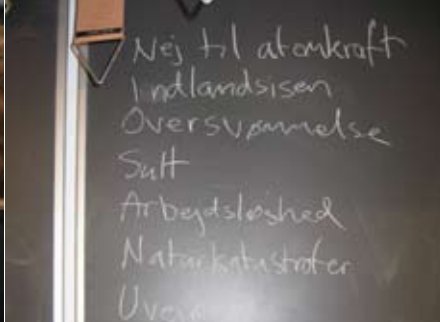 Nej til atomkraft
Indlandsisen
Oversvømmelse
Sult
Arbejdsløshed
Naturkatastrofer